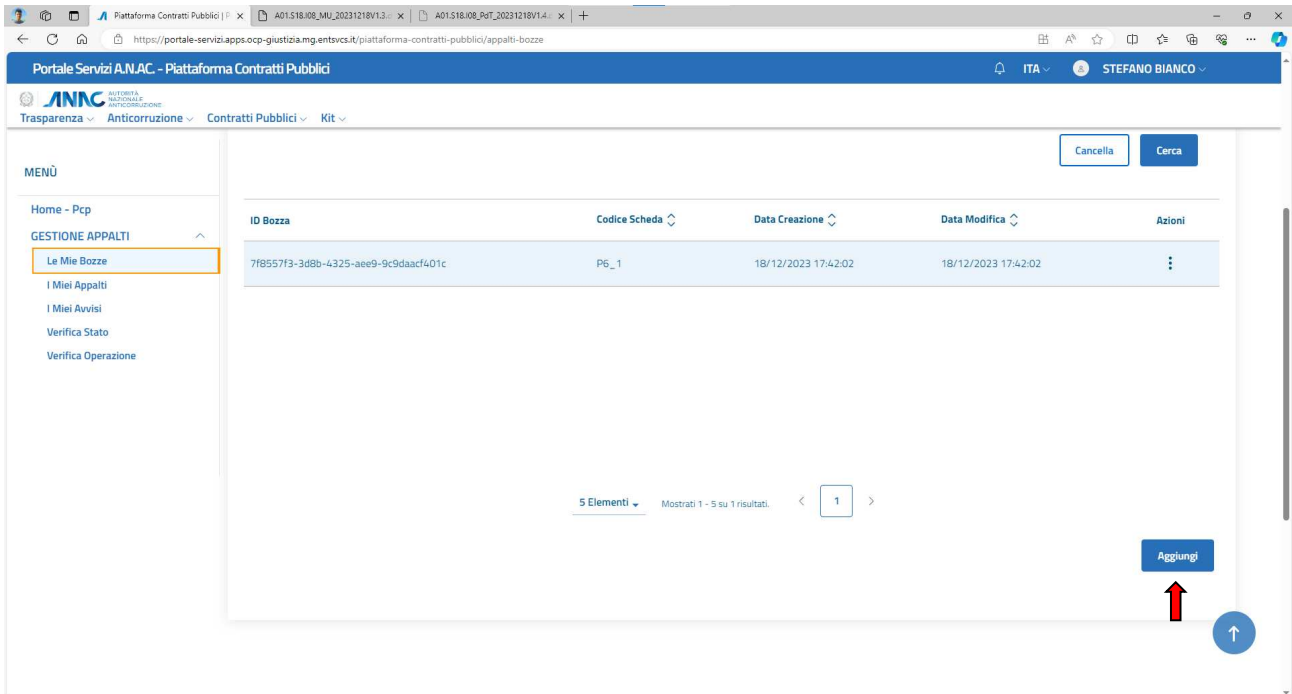 Piattaforma Contratti Pubblici | P
A01.S18.I08_MU_20231218V1.3.
A01.S18.I08_PdT_20231218V1.4.
https://portale-servizi.apps.ocp-giustizia.mg.entsvcs.it/piattaforma-contratti-pubblici/appalti-bozze
Portale Servizi A.N.AC. - Piattaforma Contratti Pubblici
ITA
STEFANO BIANCO
ANAC
AUTORITÀ
NAZIONALE
ANTICORRUZIONE
Trasparenza Anticorruzione Contratti Pubblici Kit
Cancella Cerca
MENÙ
Home - Pcp
GESTIONE APPALTI
Le Mie Bozze
I Miei Appalti
I Miei Avvisi
Verifica Stato
Verifica Operazione
ID Bozza Codice Scheda Data Creazione Data Modifica Azioni
7f8557f3-3d8b-4325-aee9-9c9daacf401c P6_1 18/12/2023 17:42:02 18/12/2023 17:42:02
5 Elementi Mostrati 1 - 5 su 1 risultati. 1
Aggiungi